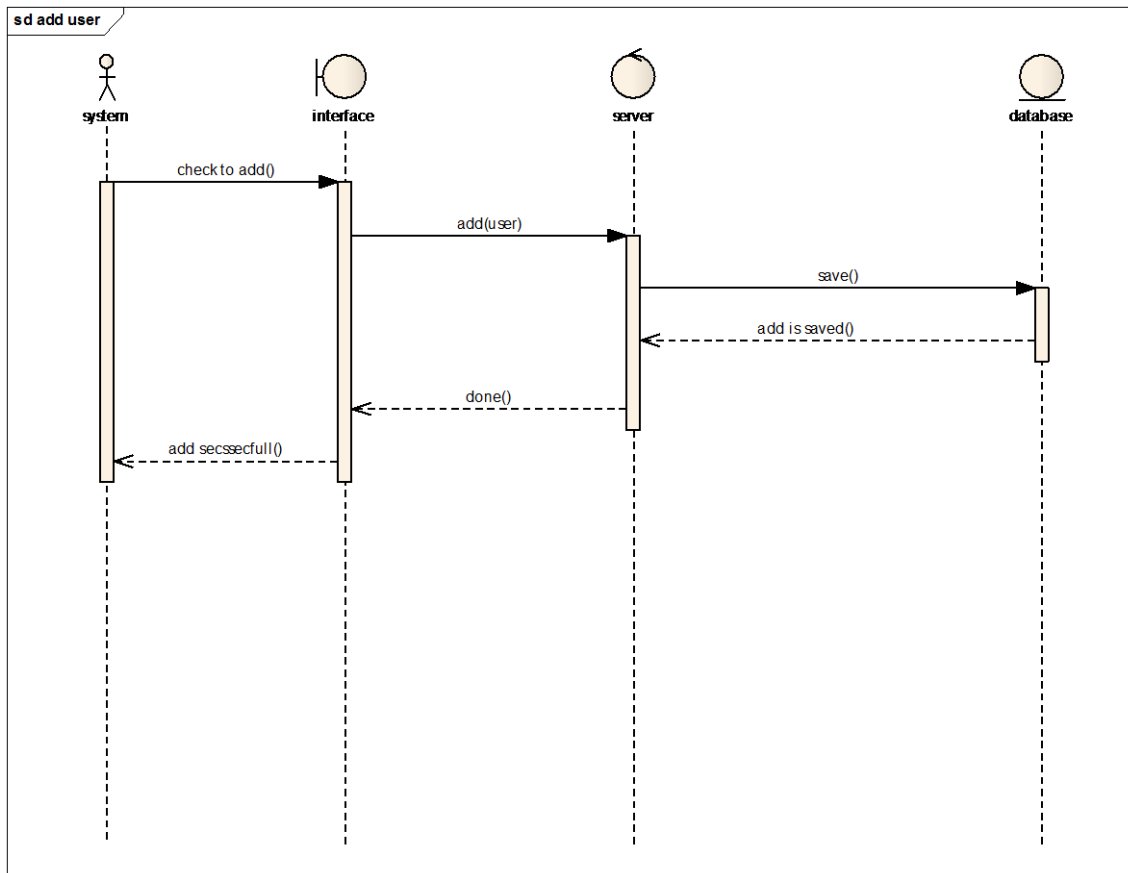 sd add user
system
interface
server
database
check to add()
add(user)
save()
add is saved()
done()
add secssecfull()